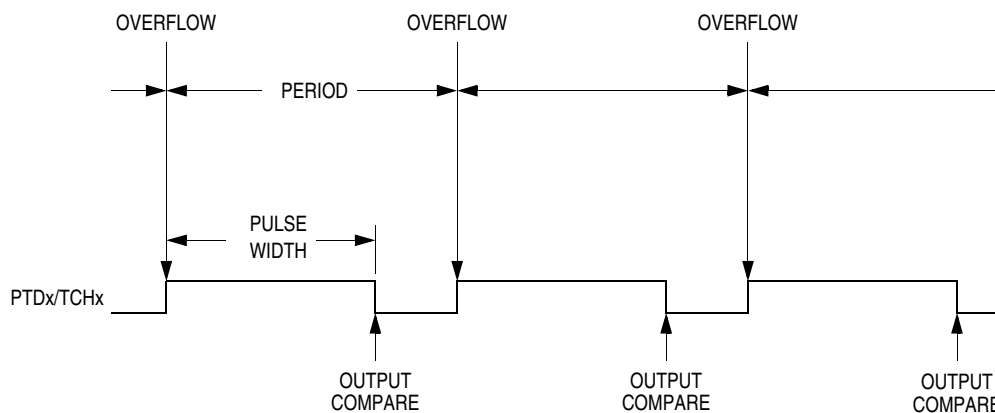 OVERFLOW
OVERFLOW
OVERFLOW
PERIOD
PULSE
WIDTH
PTDx/TCHx
OUTPUT
COMPARE
OUTPUT
COMPARE
OUTPUT
COMPARE